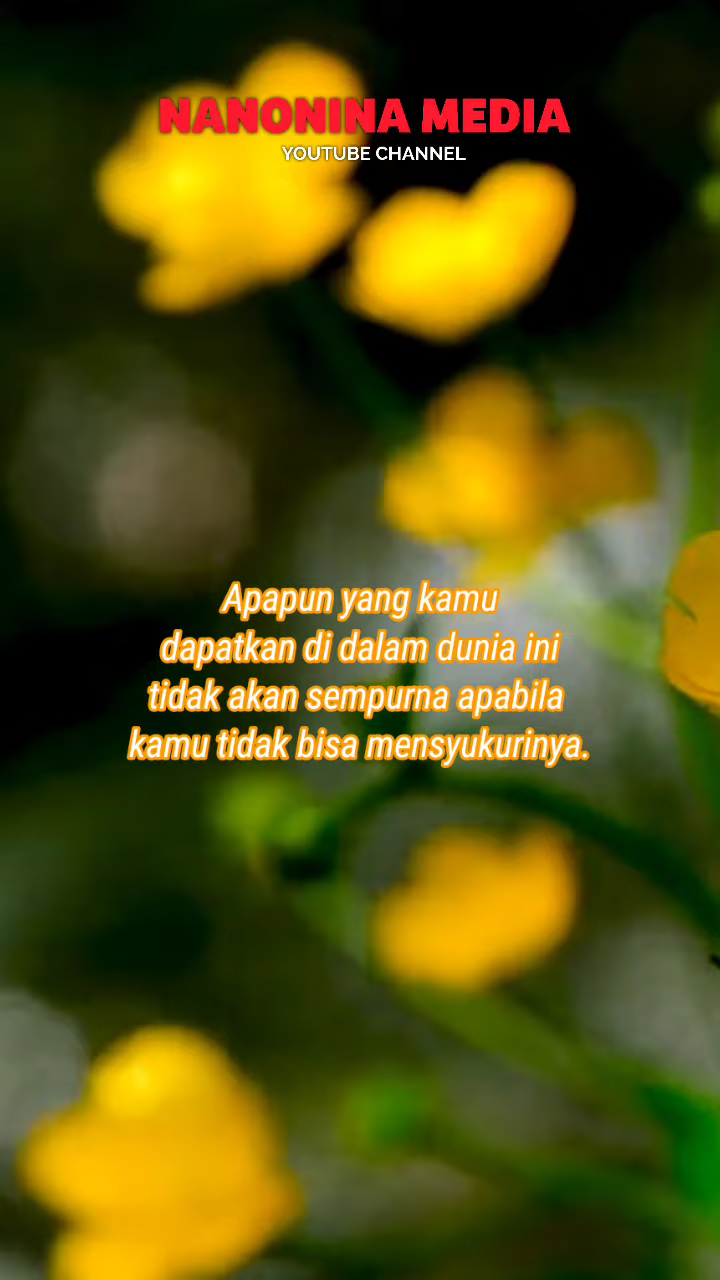 NANONINA MEDIA
YOUTUBE CHANNEL
Apapun yang kamu
dapatkan di dalam dunia ini
tidak akan sempurna apabila
kamu tidak bisa mensyukurinya.